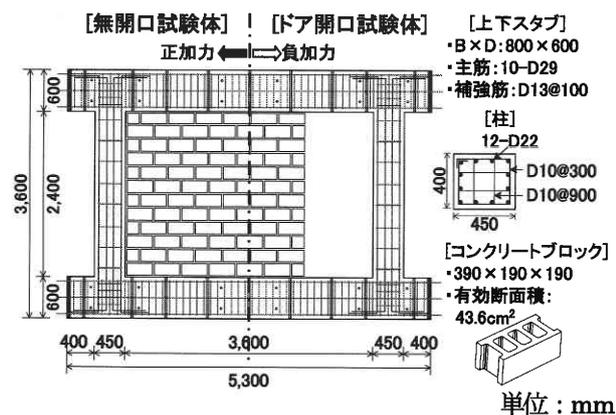 [無開口試験体]
[ドア開口試験体]
正加力
負加力
600
2,400
600
3,600
400
450
3,600
450
400
5,300
[上下スタブ]
・B×D:800×600
・主筋:10-D29
・補強筋:D13@100
[柱]
12-D22
D10@300
D10@900
400
450
[コンクリートブロック]
・390×190×190
・有効断面積:
43.6cm²
単位:mm